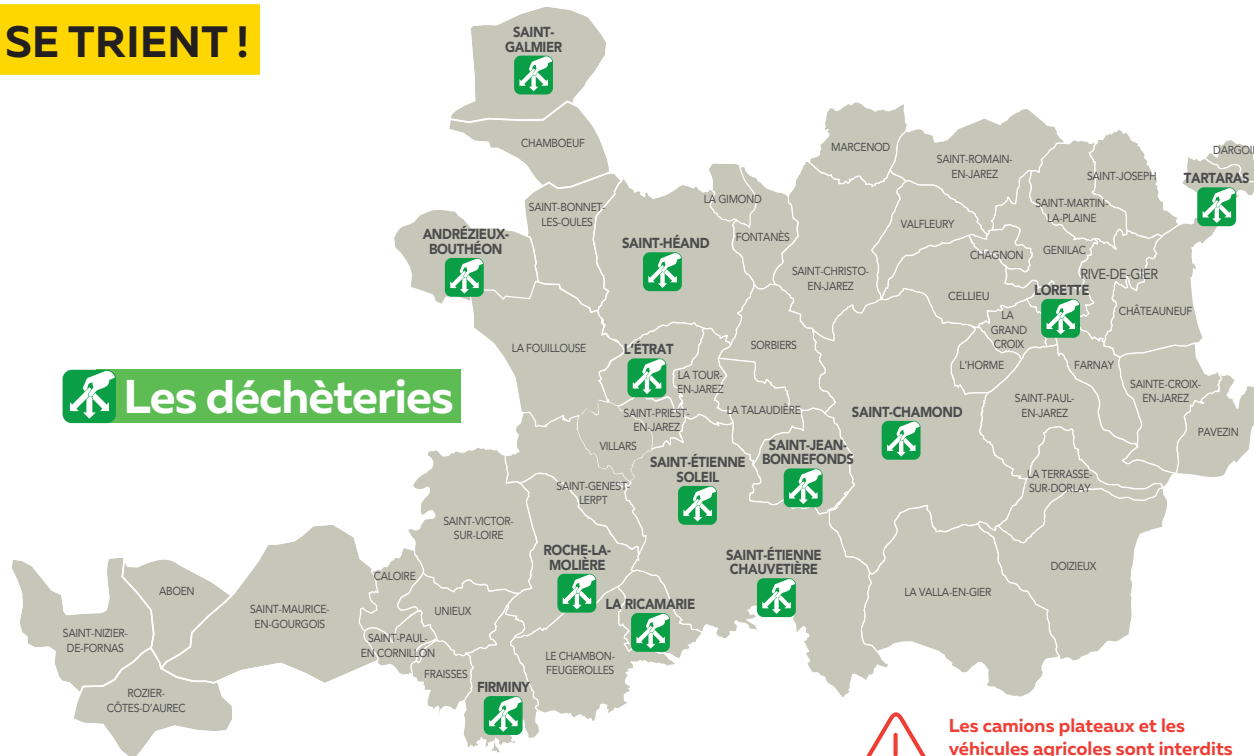 SE TRIENT !
SAINT-
GALMIER
CHAMBOEUF
MARCENOD
SAINT-ROMAIN-
EN-JAREZ
DARGOI
SAINT-JOSEPH
TARTARAS
LA GIMOND
SAINT-BONNET-
LES-OULES
SAINT-MARTIN-
LA-PLAINE
VALFLEURY
ANDRÉZIEUX-
BOUTHÉON
SAINT-HÉAND
FONTANÈS
CHAGNON
GENILAC
SAINT-CHRISTO-
EN-JAREZ
RIVE-DE-GIER
CELLIEU
LORETTE
LA
GRAND
CROIX
CHÂTEAUNEUF
LA FOUILLOUSE
L'ÉTRAT
SORBIERS
L'HORME
FARNAY
LA TOUR-
EN-JAREZ
SAINTE-CROIX-
EN-JAREZ
Les déchèteries
SAINT-PRIEST-
EN-JAREZ
LA TALAUDIÈRE
SAINT-CHAMOND
SAINT-PAUL-
EN-JAREZ
PAVEZIN
VILLARS
SAINT-JEAN-
BONNEFONDS
SAINT-ÉTIENNE
SOLEIL
LA TERRASSE-
SUR-DORLAY
SAINT-GENEST-
LERPT
SAINT-VICTOR-
SUR-LOIRE
ROCHE-LA-
MOLIÈRE
SAINT-ÉTIENNE
CHAUVETIÈRE
DOIZIEUX
CALOIRE
ABOEN
LA VALLA-EN-GIER
SAINT-MAURICE-
EN-GOURGOIS
UNIEUX
LA RICAMARIE
SAINT-NIZIER-
DE-FORNAS
SAINT-PAUL-
EN CORNILLON
LE CHAMBON-
FEUGEROLLES
FRAISSES
FIRMINY
ROZIER-
CÔTES-D'AUREC
Les camions plateaux et les
véhicules agricoles sont interdits